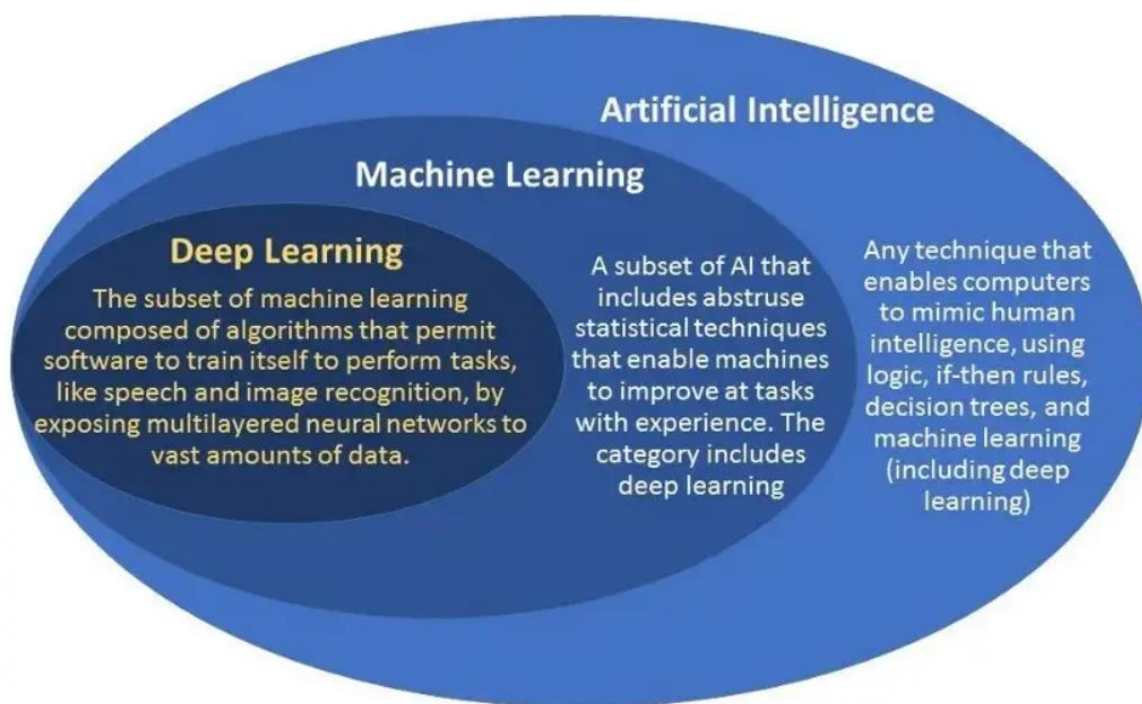 Artificial Intelligence
Machine Learning
Deep Learning
The subset of machine learning
composed of algorithms that permit
software to train itself to perform tasks,
like speech and image recognition, by
exposing multilayered neural networks to
vast amounts of data.
A subset of AI that
includes abstruse
statistical techniques
that enable machines
to improve at tasks
with experience. The
category includes
deep learning
Any technique that
enables computers
to mimic human
intelligence, using
logic, if-then rules,
decision trees, and
machine learning
(including deep
learning)